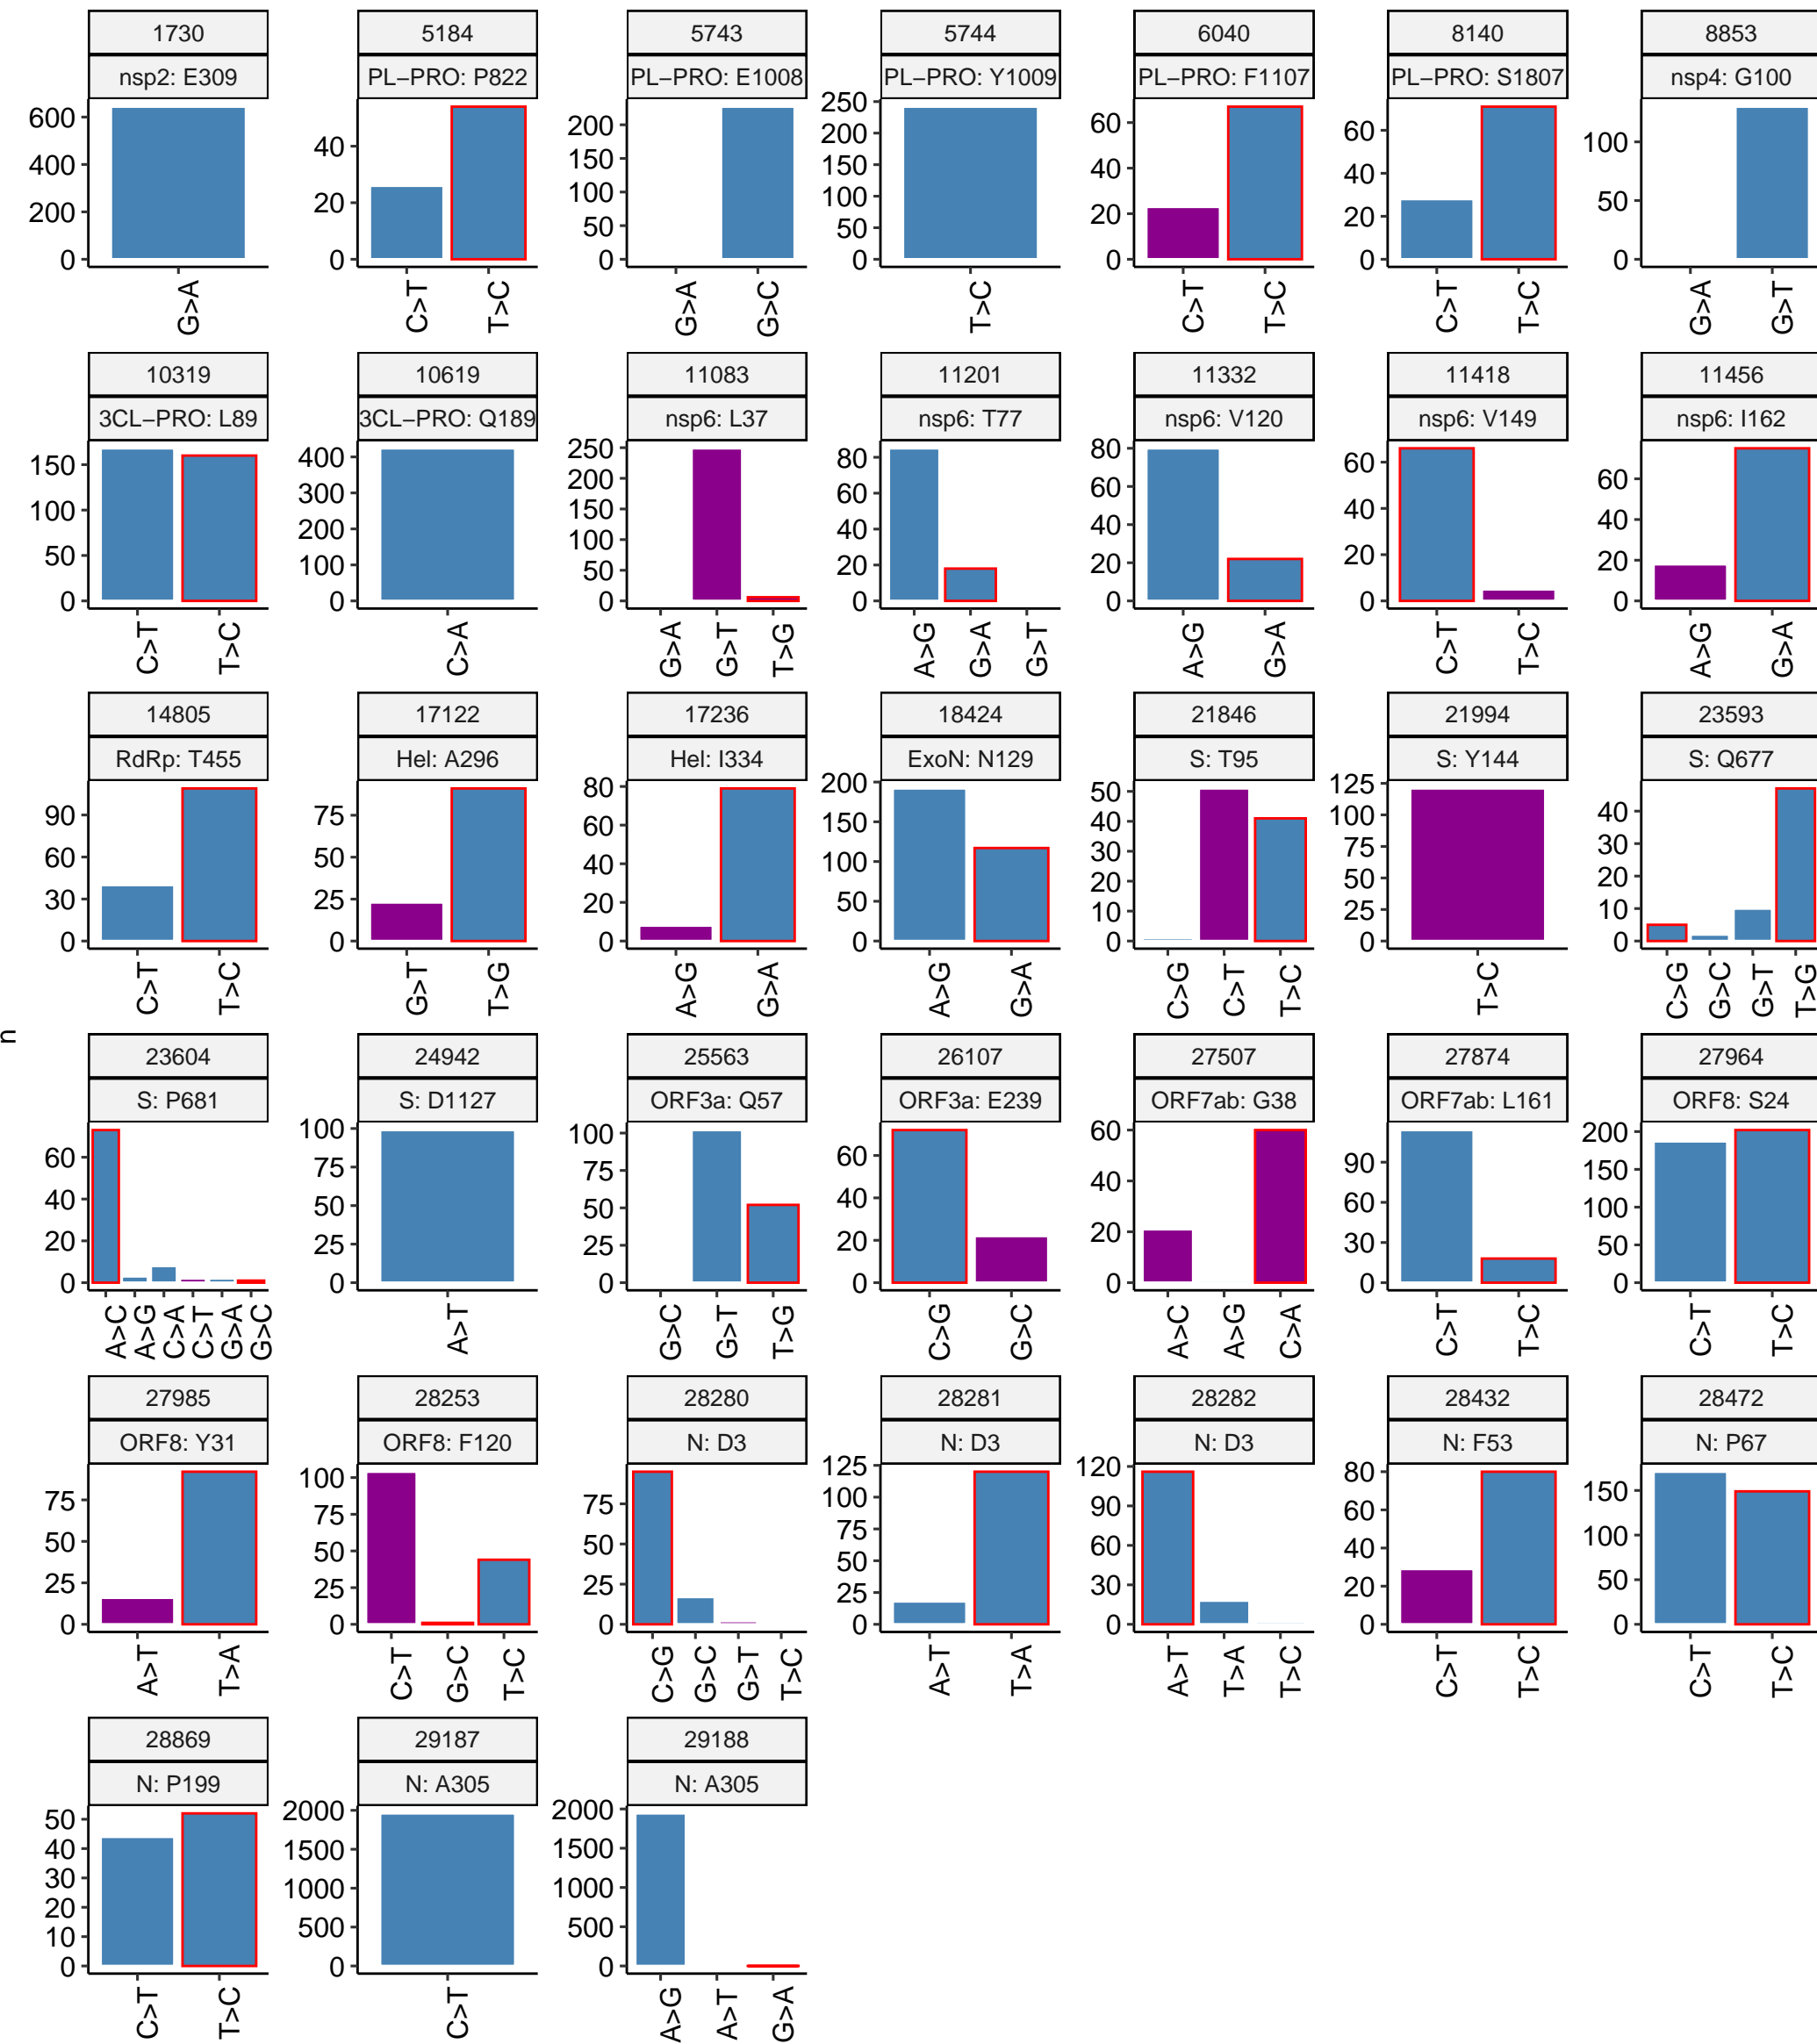 1730 5184 5743 5744 6040 8140 8853
nsp2: E309 PL−PRO: P822 PL−PRO: E1008 PL−PRO: Y1009 PL−PRO: F1107 PL−PRO: S1807 nsp4: G100
600 400 200 0
G>A
40 20 0
C>T T>C
200 150 100 50 0
G>A G>C
250 200 150 100 50 0
T>C
60 40 20 0
C>T T>C
60 40 20 0
C>T T>C
100 50 0
G>A G>T
10319 10619 11083 11201 11332 11418 11456
3CL−PRO: L89 3CL−PRO: Q189 nsp6: L37 nsp6: T77 nsp6: V120 nsp6: V149 nsp6: I162
150 100 50 0
C>T T>C
400 300 200 100 0
C>A
250 200 150 100 50 0
G>A G>T T>G
80 60 40 20 0
A>G G>A G>T
80 60 40 20 0
A>G G>A
60 40 20 0
C>T T>C
60 40 20 0
A>G G>A
14805 17122 17236 18424 21846 21994 23593
RdRp: T455 Hel: A296 Hel: I334 ExoN: N129 S: T95 S: Y144 S: Q677
90 60 30 0
C>T T>C
75 50 25 0
G>T T>G
80 60 40 20 0
A>G G>A
200 150 100 50 0
A>G G>A
50 40 30 20 10 0
C>G C>T T>C
125 100 75 50 25 0
T>C
40 30 20 10 0
C>G G>C G>T T>G
n
23604 24942 25563 26107 27507 27874 27964
S: P681 S: D1127 ORF3a: Q57 ORF3a: E239 ORF7ab: G38 ORF7ab: L161 ORF8: S24
60 40 20 0
A>C A>G C>A C>T G>A G>C
100 75 50 25 0
A>T
100 75 50 25 0
G>C G>T T>G
60 40 20 0
C>G G>C
60 40 20 0
A>C A>G C>A
90 60 30 0
C>T T>C
200 150 100 50 0
C>T T>C
27985 28253 28280 28281 28282 28432 28472
ORF8: Y31 ORF8: F120 N: D3 N: D3 N: D3 N: F53 N: P67
75 50 25 0
A>T T>A
100 75 50 25 0
C>T G>C T>C
75 50 25 0
C>G G>C G>T T>C
125 100 75 50 25 0
A>T T>A
120 90 60 30 0
A>T T>A T>C
80 60 40 20 0
C>T T>C
150 100 50 0
C>T T>C
28869 29187 29188
N: P199 N: A305 N: A305
50 40 30 20 10 0
C>T T>C
2000 1500 1000 500 0
C>T
2000 1500 1000 500 0
A>G A>T G>A